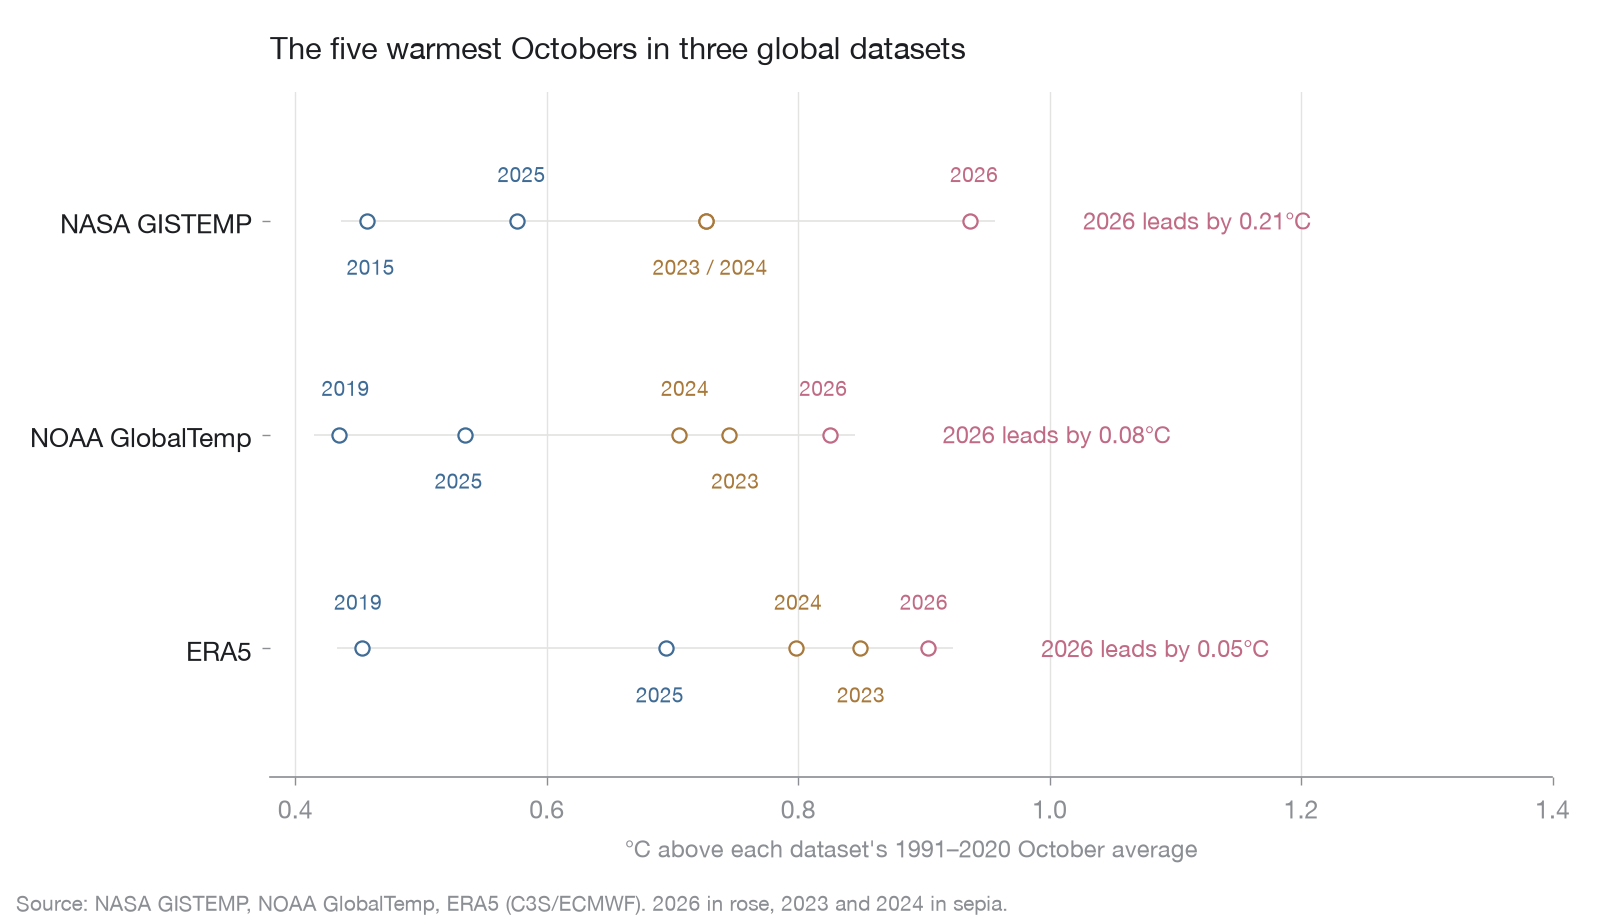 The five warmest Octobers in three global datasets
2025
2026
NASA GISTEMP
2026 leads by 0.21°C
2015
2023 / 2024
2019
2024
2026
NOAA GlobalTemp
2026 leads by 0.08°C
2025
2023
2019
2024
2026
ERA5
2026 leads by 0.05°C
2025
2023
0.4
0.6
0.8
1.0
1.2
1.4
°C above each dataset's 1991–2020 October average
Source: NASA GISTEMP, NOAA GlobalTemp, ERA5 (C3S/ECMWF). 2026 in rose, 2023 and 2024 in sepia.